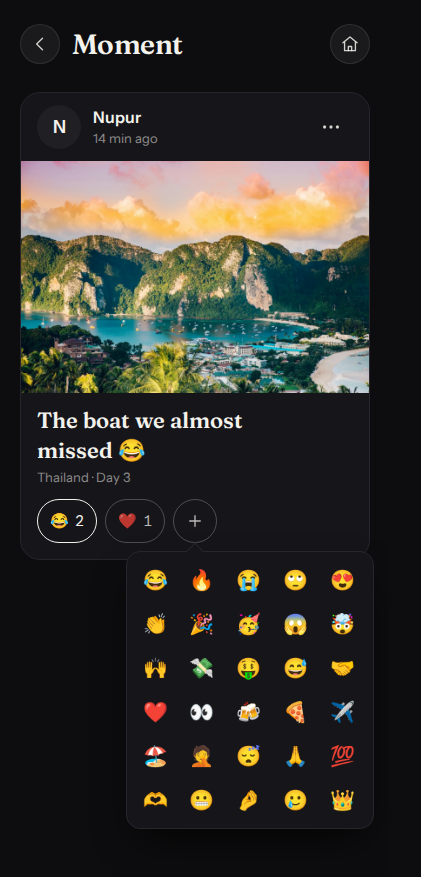 Moment
N
Nupur
14 min ago
The boat we almost
missed 😂
Thailand · Day 3
😂 2
❤️ 1
+
😂 🔥 😭 🙄 😍
👏 🎉 🥳 😱 🤯
🙌 💸 🤑 😅 🤝
❤️ 👀 🍻 🍕 ✈️
🏖️ 🤦 😴 🙏 💯
🫶 😬 🤌 🥲 👑